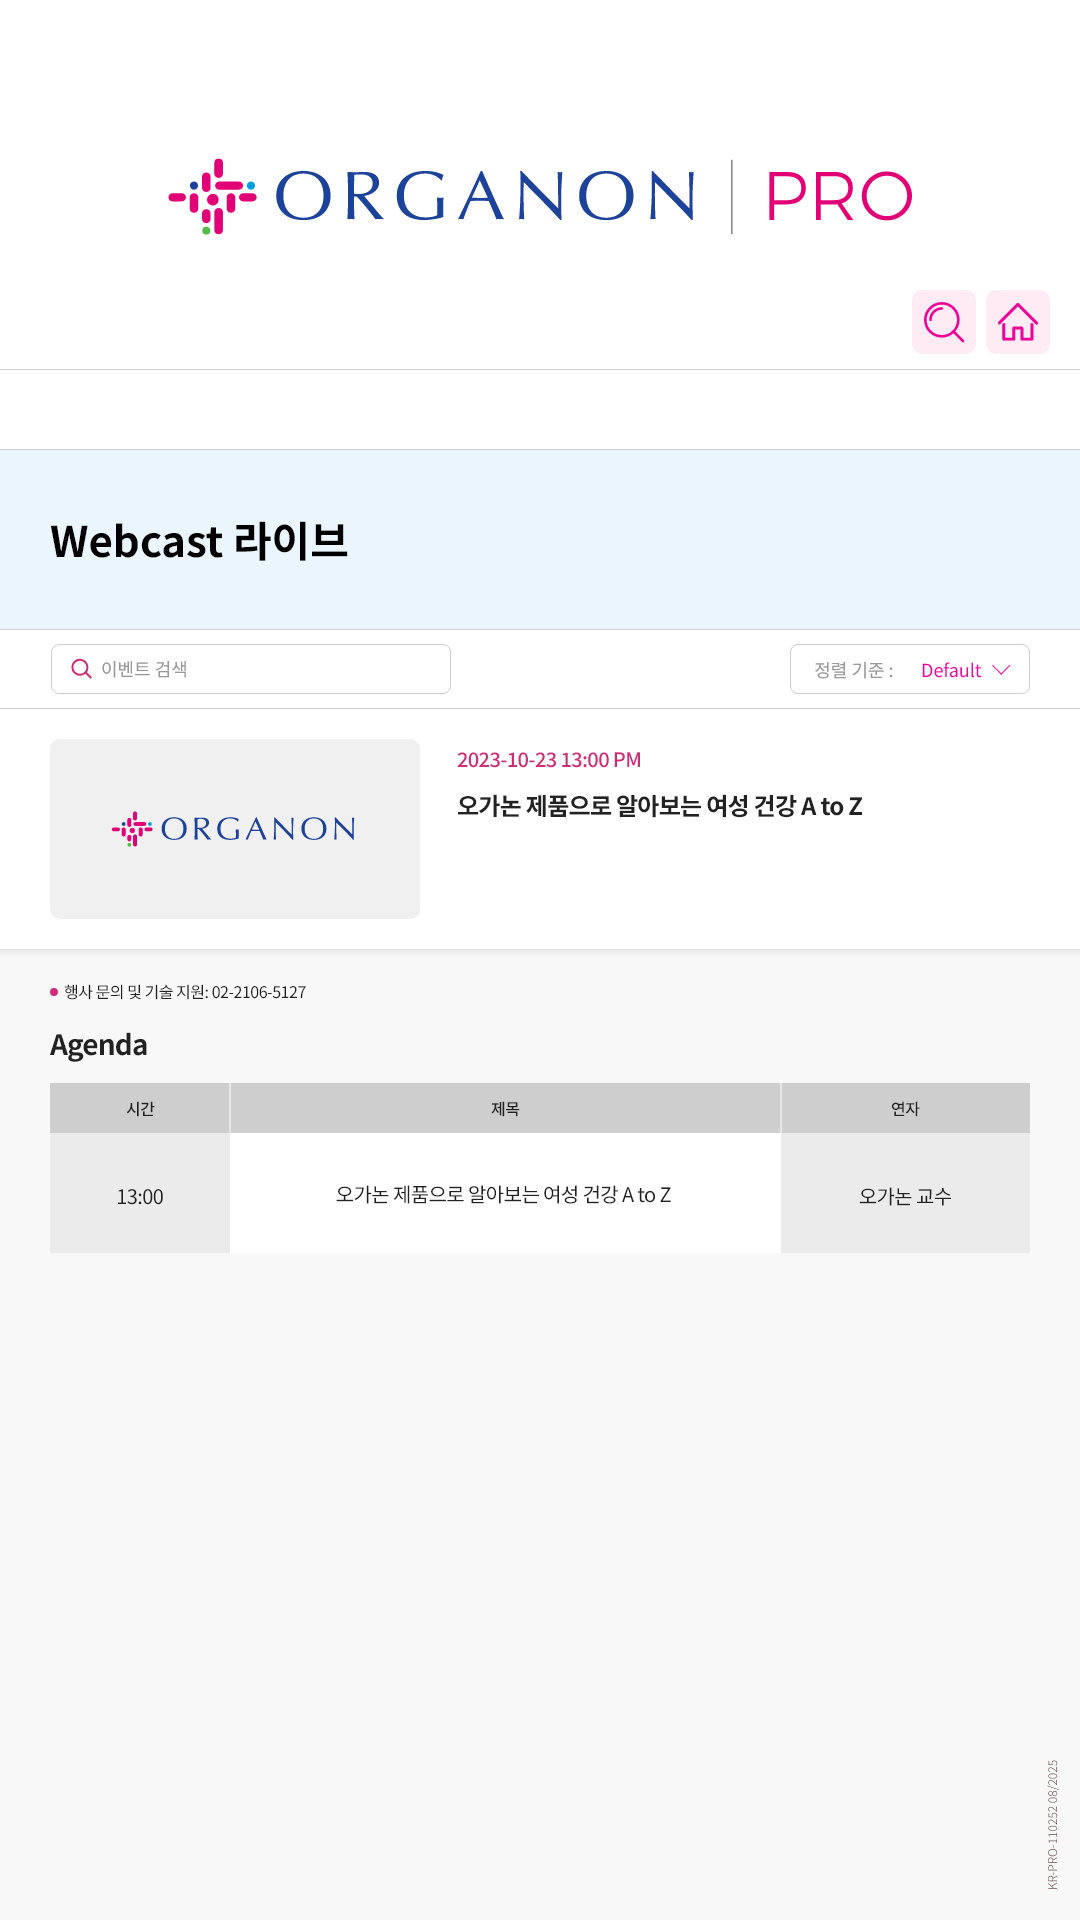 ORGANON | PRO
Webcast 라이브
이벤트 검색
정렬 기준 : Default
ORGANON
2023-10-23 13:00 PM
오가논 제품으로 알아보는 여성 건강 A to Z
행사 문의 및 기술 지원: 02-2106-5127
Agenda
시간 제목 연자
13:00 오가논 제품으로 알아보는 여성 건강 A to Z 오가논 교수
KR-PRO-110252 08/2025